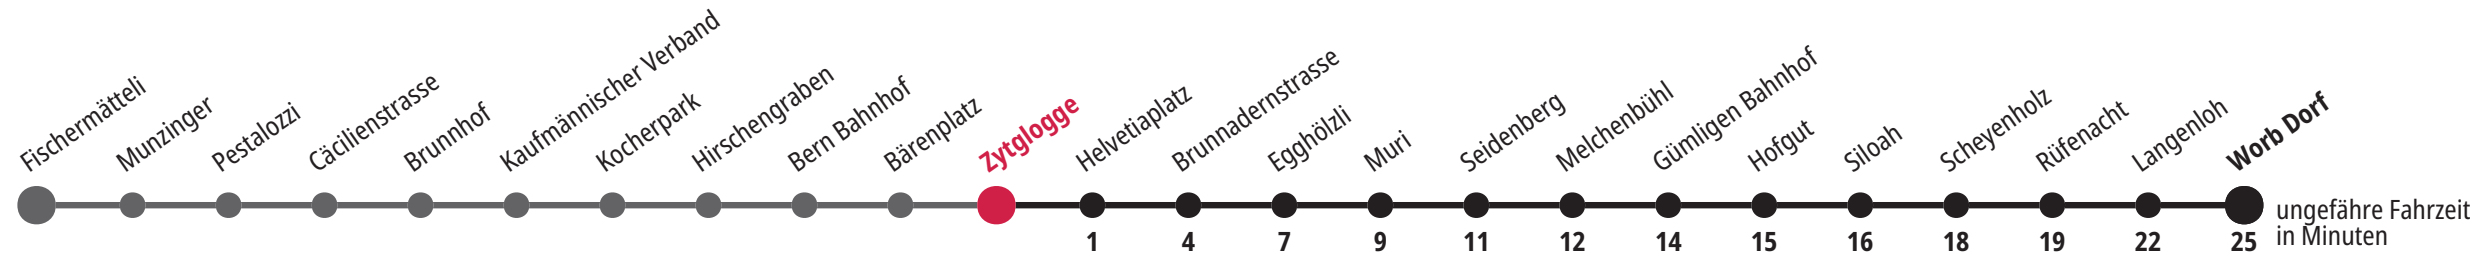 Fischermätteli
Munzinger
Pestalozzi
Cäcilienstrasse
Brunnhof
Kaufmännischer Verband
Kocherpark
Hirschengraben
Bern Bahnhof
Bärenplatz
Zytglogge
Helvetiaplatz
Brunnadernstrasse
Egghölzli
Muri
Seidenberg
Melchenbühl
Gümligen Bahnhof
Hofgut
Siloah
Scheyenholz
Rüfenacht
Langenloh
Worb Dorf
1 4 7 9 11 12 14 15 16 18 19 22 25
ungefähre Fahrzeit
in Minuten